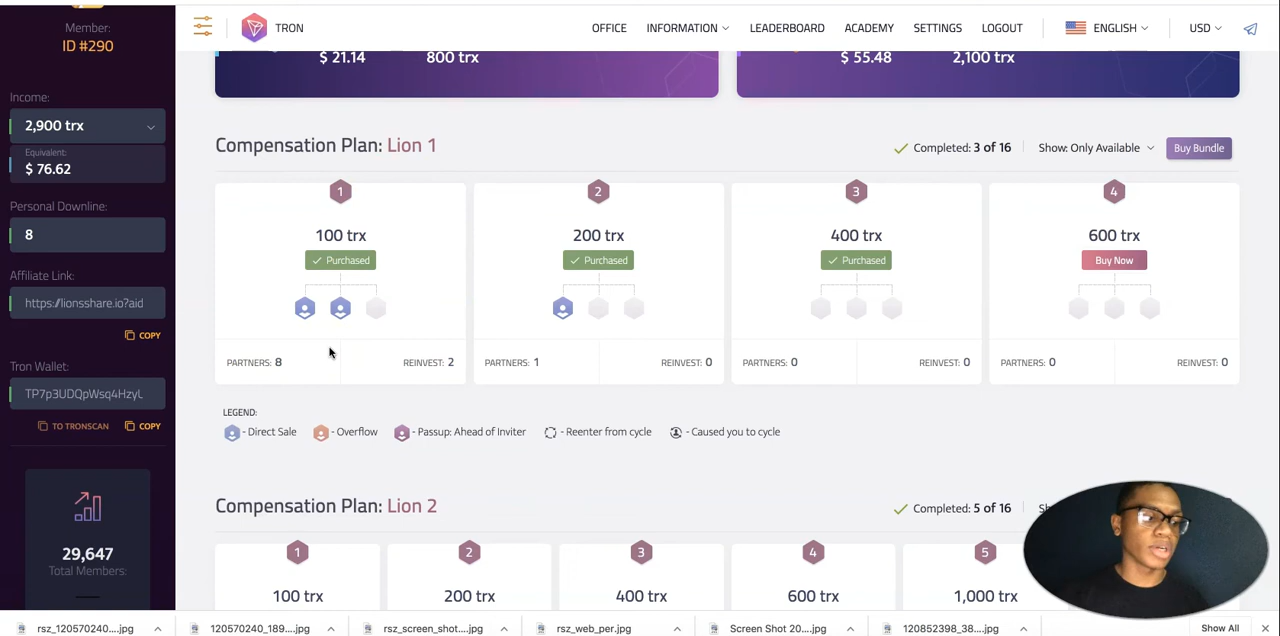 Member:
ID #290
TRON
OFFICE
INFORMATION
LEADERBOARD
ACADEMY
SETTINGS
LOGOUT
ENGLISH
USD
$ 21.14
800 trx
$ 55.48
2,100 trx
Income:
2,900 trx
Equivalent:
$ 76.62
Personal Downline:
8
Affiliate Link:
https://lionsshare.io?aid
COPY
Tron Wallet:
TP7p3UDQpWsq4HzyL
TO TRONSCAN
COPY
29,647
Total Members:
Compensation Plan: Lion 1
Completed: 3 of 16
Show: Only Available
Buy Bundle
1
100 trx
Purchased
PARTNERS: 8
REINVEST: 2
2
200 trx
Purchased
PARTNERS: 1
REINVEST: 0
3
400 trx
Purchased
PARTNERS: 0
REINVEST: 0
4
600 trx
Buy Now
PARTNERS: 0
REINVEST: 0
LEGEND:
- Direct Sale
- Overflow
- Passup: Ahead of Inviter
- Reenter from cycle
- Caused you to cycle
Compensation Plan: Lion 2
Completed: 5 of 16
1
100 trx
2
200 trx
3
400 trx
4
600 trx
5
1,000 trx
rsz_120570240....jpg
120570240_189....jpg
rsz_screen_shot....jpg
rsz_web_per.jpg
Screen Shot 20....jpg
120852398_38....jpg
Show All